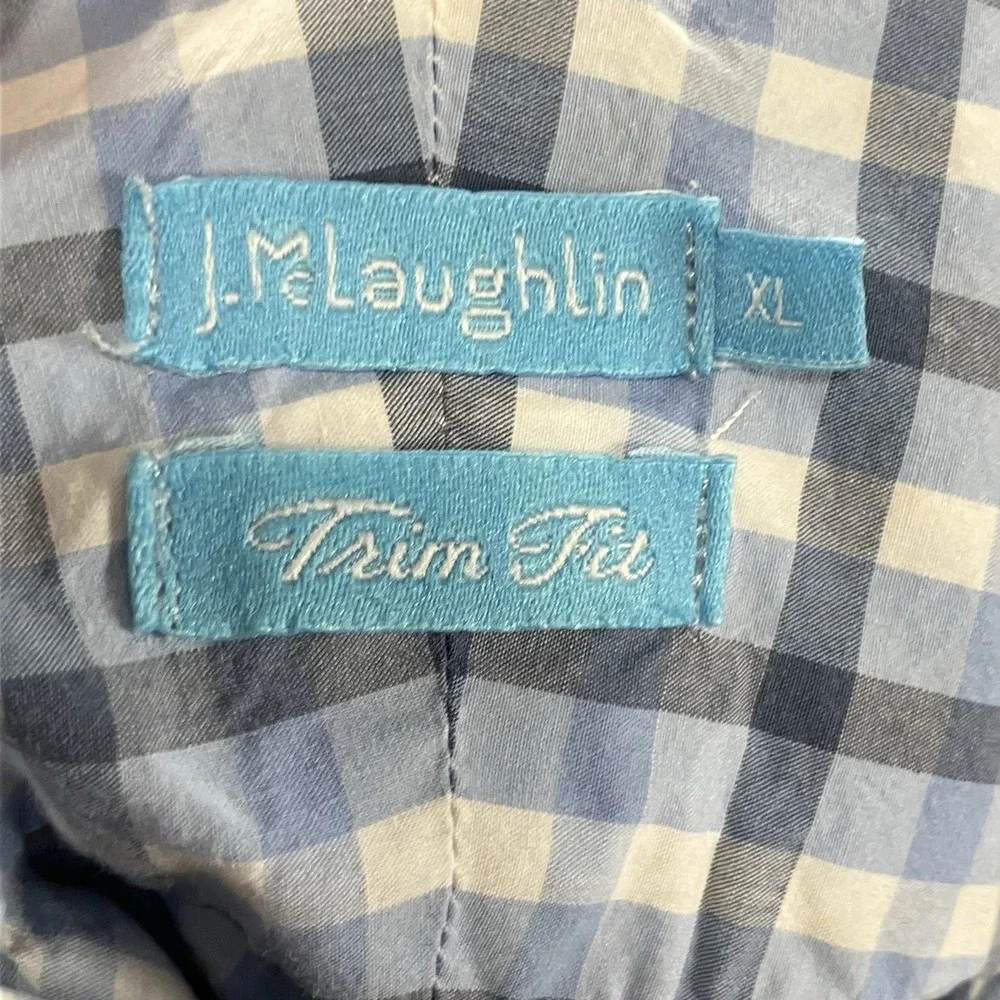 J. McLaughlin
XL
Trim Fit